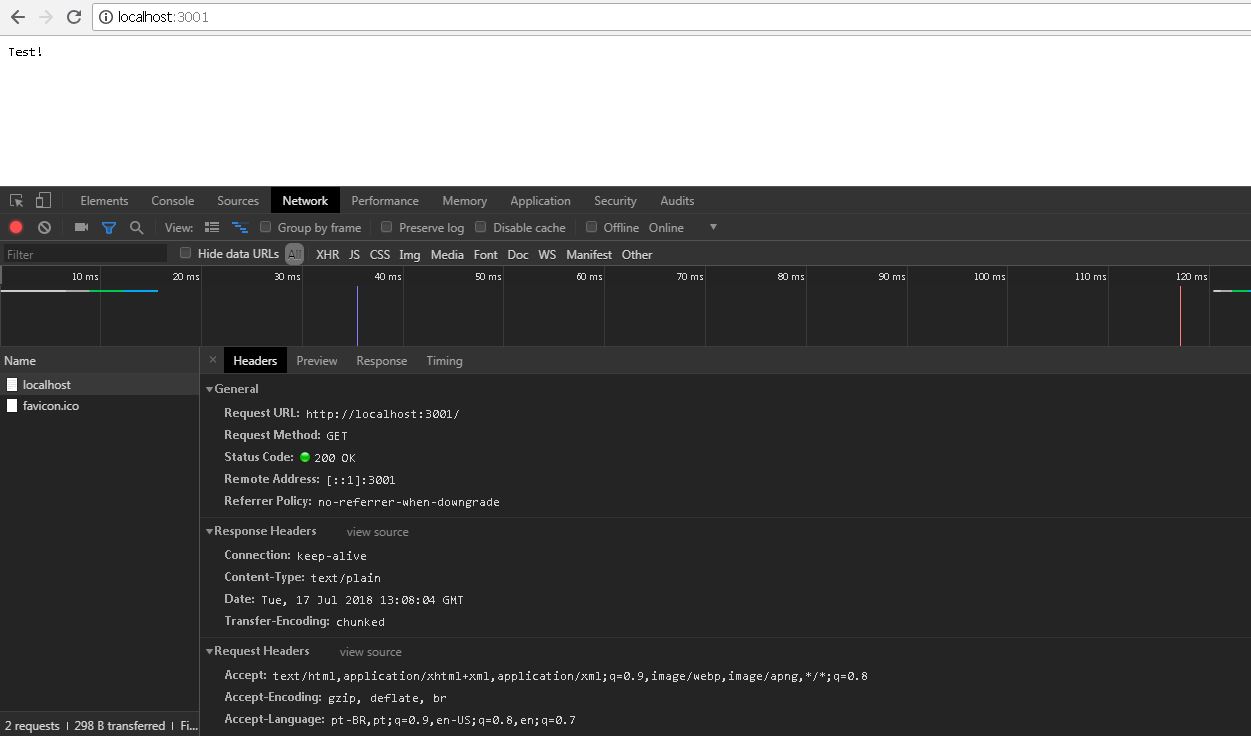 localhost:3001
Test!
Elements Console Sources Network Performance Memory Application Security Audits
View: Group by frame Preserve log Disable cache Offline Online
Filter Hide data URLs All XHR JS CSS Img Media Font Doc WS Manifest Other
10 ms 20 ms 30 ms 40 ms 50 ms 60 ms 70 ms 80 ms 90 ms 100 ms 110 ms 120 ms
Name
localhost
favicon.ico
× Headers Preview Response Timing
General
Request URL: http://localhost:3001/
Request Method: GET
Status Code: 200 OK
Remote Address: [::1]:3001
Referrer Policy: no-referrer-when-downgrade
Response Headers view source
Connection: keep-alive
Content-Type: text/plain
Date: Tue, 17 Jul 2018 13:08:04 GMT
Transfer-Encoding: chunked
Request Headers view source
Accept: text/html,application/xhtml+xml,application/xml;q=0.9,image/webp,image/apng,*/*;q=0.8
Accept-Encoding: gzip, deflate, br
Accept-Language: pt-BR,pt;q=0.9,en-US;q=0.8,en;q=0.7
2 requests | 298 B transferred | Fi...